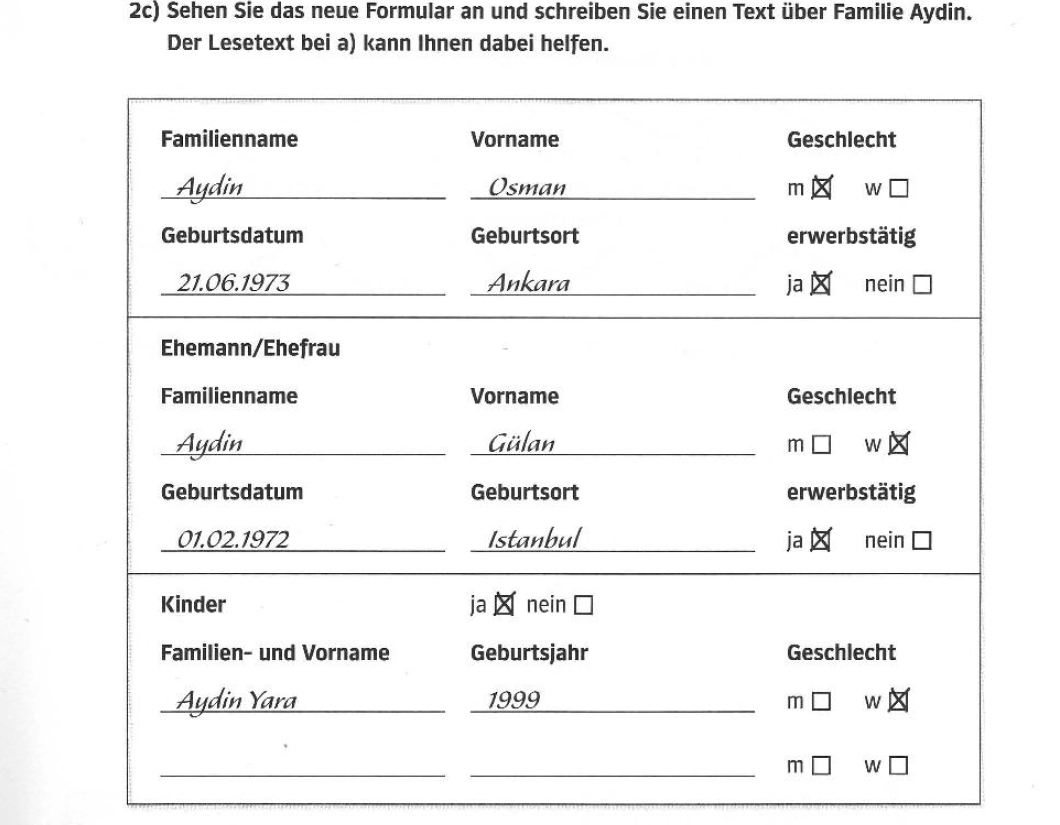 2c) Sehen Sie das neue Formular an und schreiben Sie einen Text über Familie Aydin.
Der Lesetext bei a) kann Ihnen dabei helfen.
Familienname Vorname Geschlecht
Aydin Osman m ☒ w ☐
Geburtsdatum Geburtsort erwerbstätig
21.06.1973 Ankara ja ☒ nein ☐
Ehemann/Ehefrau
Familienname Vorname Geschlecht
Aydin Gülan m ☐ w ☒
Geburtsdatum Geburtsort erwerbstätig
01.02.1972 Istanbul ja ☒ nein ☐
Kinder ja ☒ nein ☐
Familien- und Vorname Geburtsjahr Geschlecht
Aydin Yara 1999 m ☐ w ☒
m ☐ w ☐